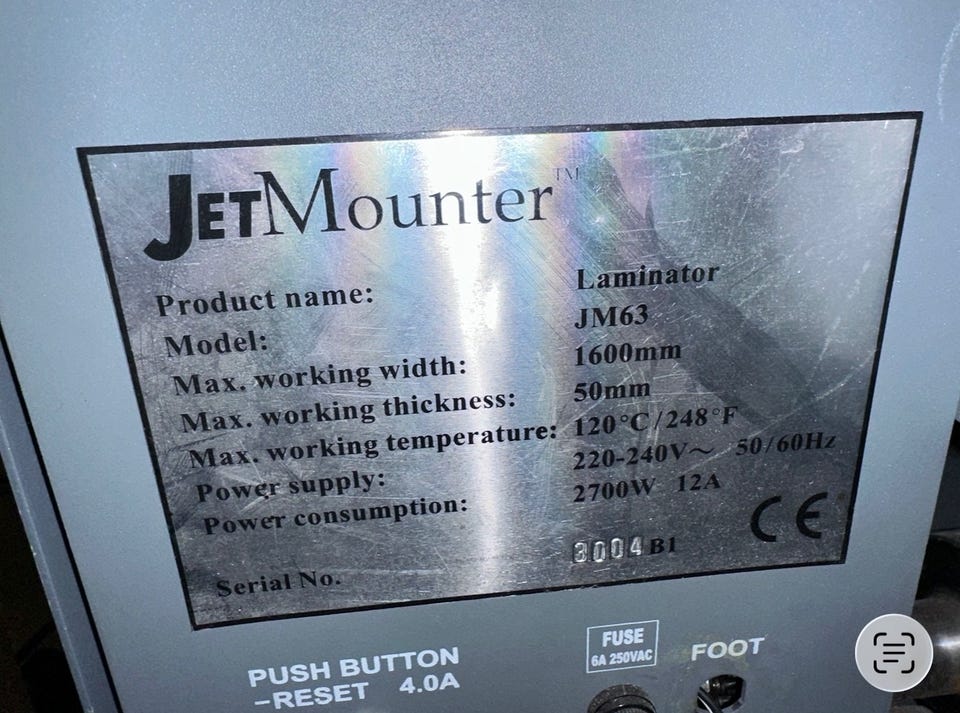 JETMounter™
Product name: Laminator
Model: JM63
Max. working width: 1600mm
Max. working thickness: 50mm
Max. working temperature: 120°C/248°F
Power supply: 220-240V~ 50/60Hz
Power consumption: 2700W 12A
CE
Serial No. 3004B1
PUSH BUTTON
-RESET 4.0A
FUSE
6A 250VAC
FOOT